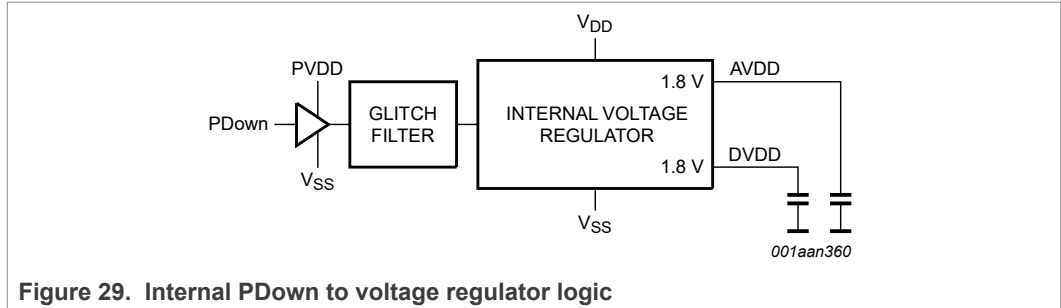 VDD
PVDD
1.8 V
AVDD
PDown
GLITCH
FILTER
INTERNAL VOLTAGE
REGULATOR
1.8 V
DVDD
VSS
VSS
001aan360
Figure 29. Internal PDown to voltage regulator logic